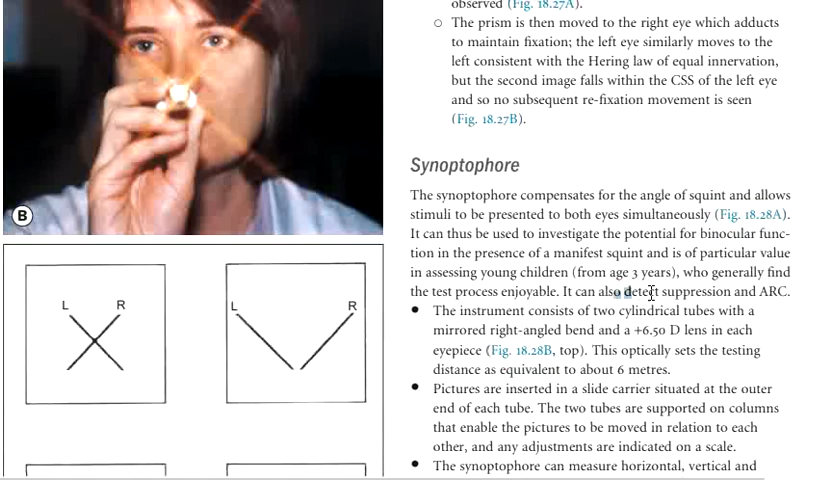 B
L R
L R
observed (Fig. 18.27A).
○ The prism is then moved to the right eye which adducts
to maintain fixation; the left eye similarly moves to the
left consistent with the Hering law of equal innervation,
but the second image falls within the CSS of the left eye
and so no subsequent re-fixation movement is seen
(Fig. 18.27B).
Synoptophore
The synoptophore compensates for the angle of squint and allows
stimuli to be presented to both eyes simultaneously (Fig. 18.28A).
It can thus be used to investigate the potential for binocular func-
tion in the presence of a manifest squint and is of particular value
in assessing young children (from age 3 years), who generally find
the test process enjoyable. It can also detect suppression and ARC.
• The instrument consists of two cylindrical tubes with a
mirrored right-angled bend and a +6.50 D lens in each
eyepiece (Fig. 18.28B, top). This optically sets the testing
distance as equivalent to about 6 metres.
• Pictures are inserted in a slide carrier situated at the outer
end of each tube. The two tubes are supported on columns
that enable the pictures to be moved in relation to each
other, and any adjustments are indicated on a scale.
• The synoptophore can measure horizontal, vertical and